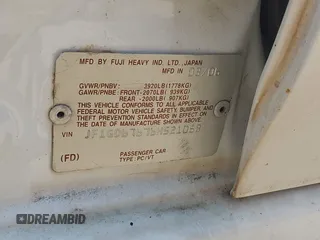 MFD BY FUJI HEAVY IND. LTD., JAPAN
MFD IN
GVWR/PNBV: 3920LB(1778KG)
GAWR/PNBE: FRONT-2070LB( 939KG)
REAR -2000LB( 907KG)
THIS VEHICLE CONFORMS TO ALL APPLICABLE
FEDERAL MOTOR VEHICLE SAFETY, BUMPER, AND
THEFT PREVENTION STANDARDS IN EFFECT ON
THE DATE OF MANUFACTURE SHOWN ABOVE.
VIN
(FD) PASSENGER CAR
TYPE: PC/VT
DREAMBID